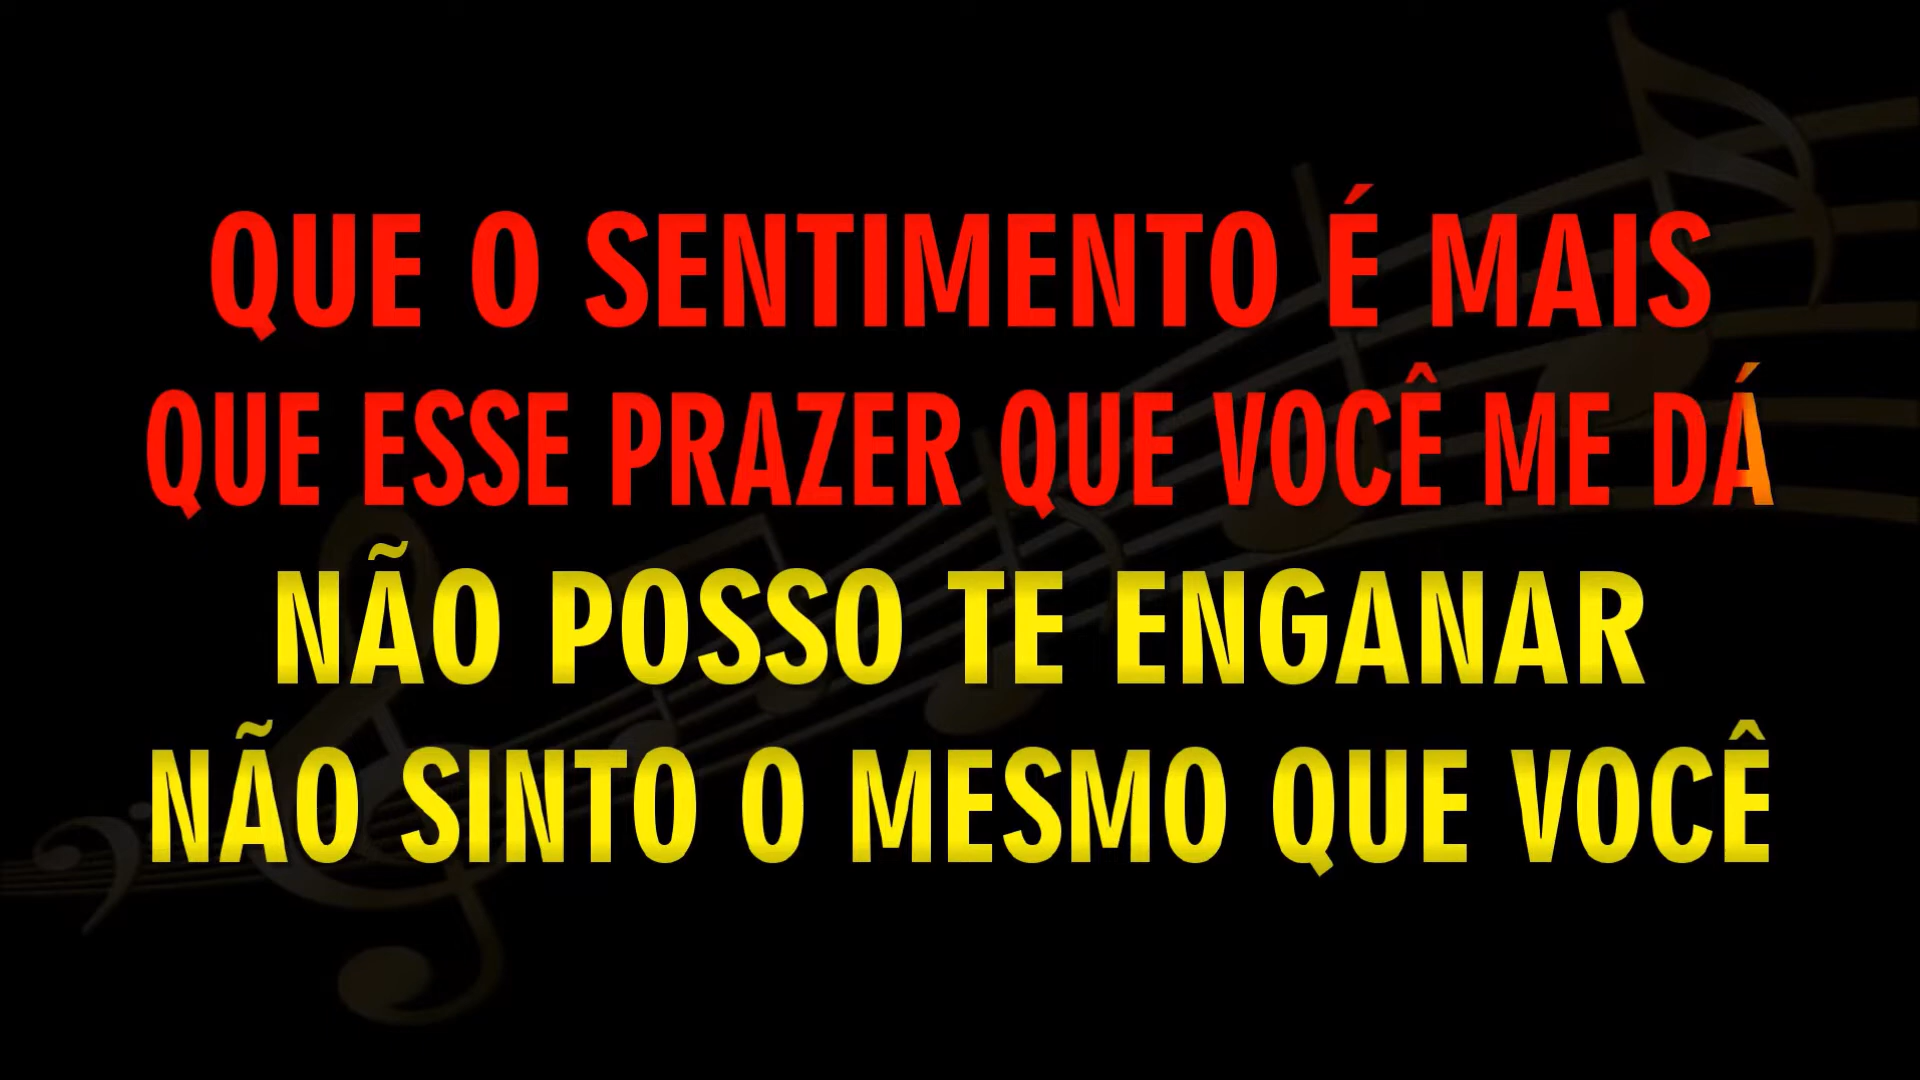 QUE O SENTIMENTO É MAIS
QUE ESSE PRAZER QUE VOCÊ ME DÁ
NÃO POSSO TE ENGANAR
NÃO SINTO O MESMO QUE VOCÊ